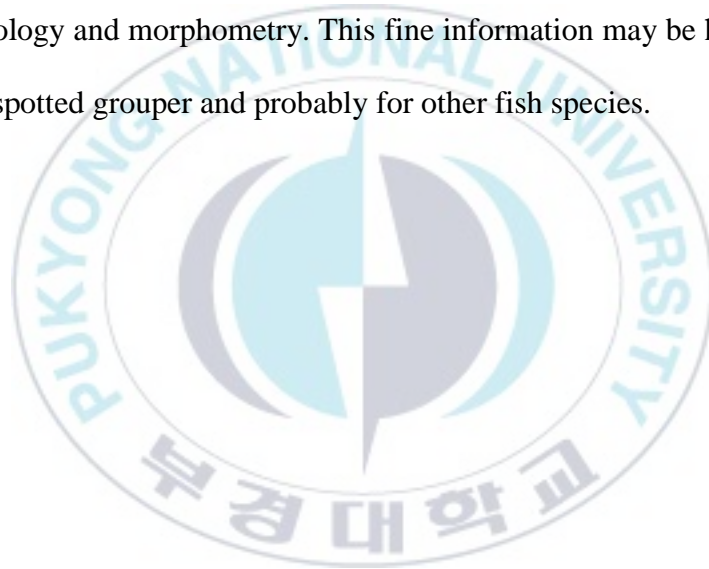 ology and morphometry. This fine information may be
spotted grouper and probably for other fish species.
PUKYONG NATIONAL UNIVERSITY
부경대학교